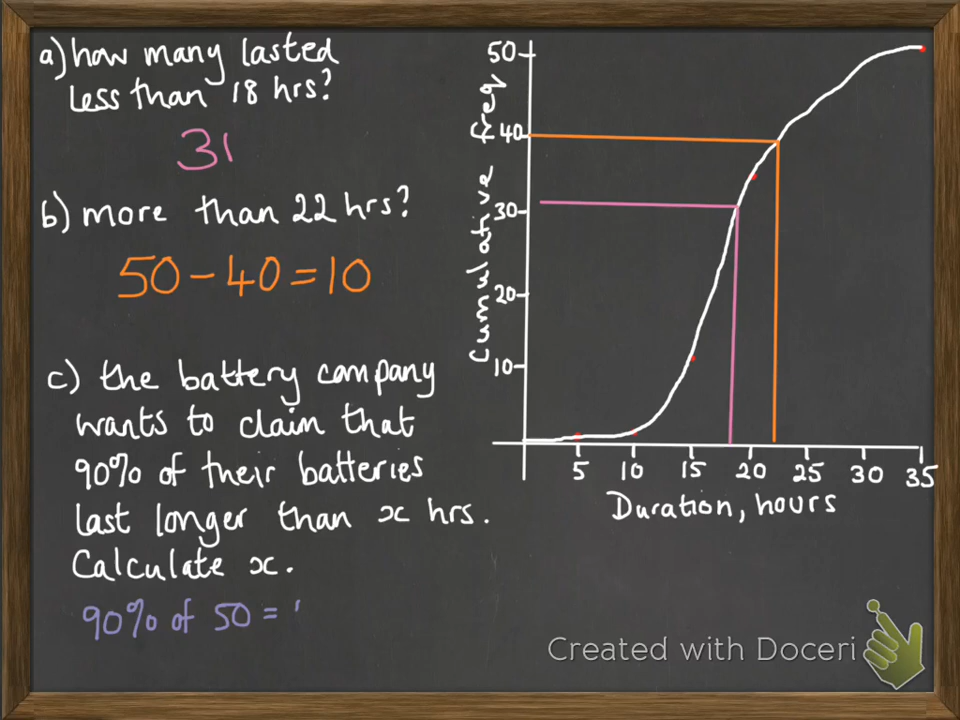 a) how many lasted
less than 18 hrs?
31
b) more than 22 hrs?
50 - 40 = 10
c) the battery company
wants to claim that
90% of their batteries
last longer than x hrs.
Calculate x.
90% of 50 = '
Cumulative freq
50
40
30
20
10
5 10 15 20 25 30 35
Duration, hours
Created with Doceri